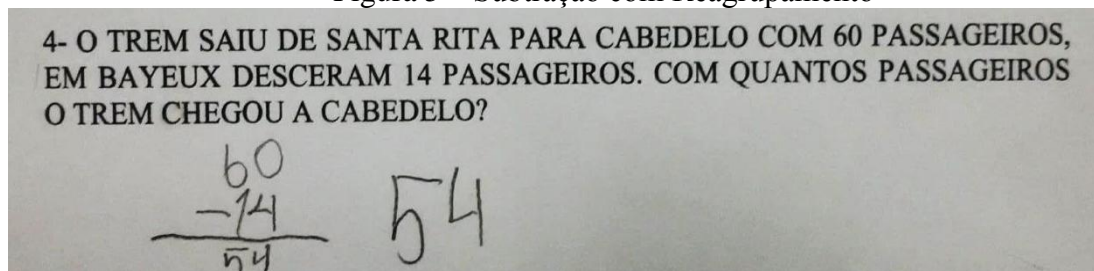 4- O TREM SAIU DE SANTA RITA PARA CABEDELO COM 60 PASSAGEIROS,
EM BAYEUX DESCERAM 14 PASSAGEIROS. COM QUANTOS PASSAGEIROS
O TREM CHEGOU A CABEDELO?
60
-14
54
54